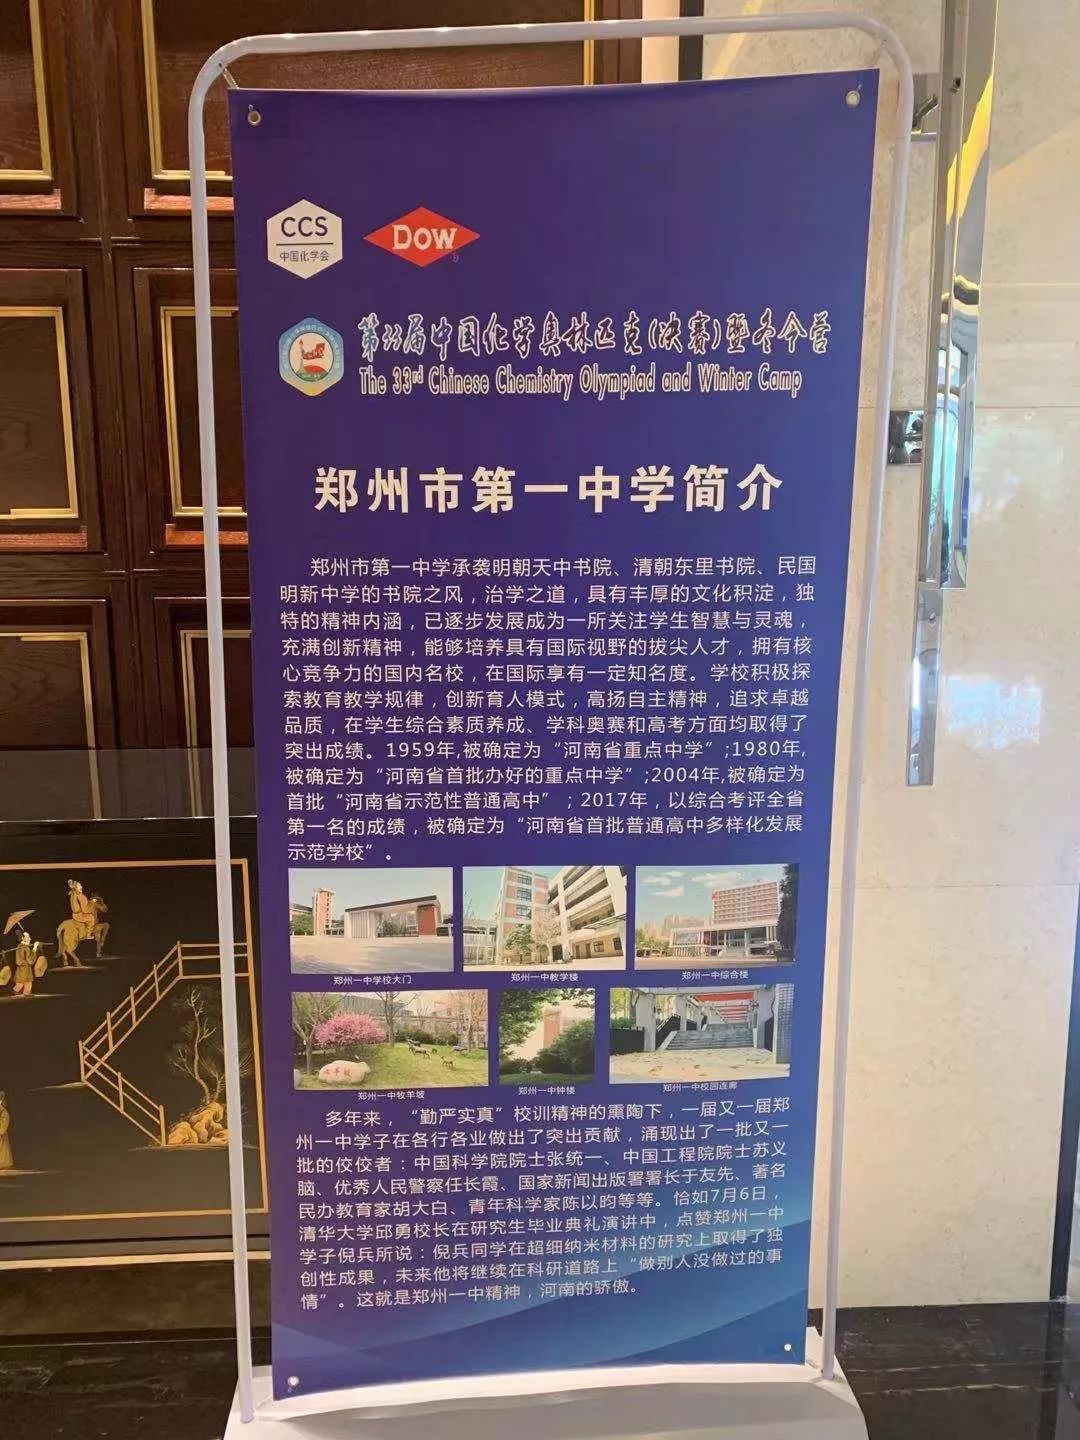 CCS
中国化学会
DOW
第33届中国化学奥林匹克(决赛)暨冬令营
The 33rd Chinese Chemistry Olympiad and Winter Camp
郑州市第一中学简介
郑州市第一中学承袭明朝天中书院、清朝东里书院、民国
明新中学的书院之风，治学之道，具有丰厚的文化积淀，独
特的精神内涵，已逐步发展成为一所关注学生智慧与灵魂，
充满创新精神，能够培养具有国际视野的拔尖人才，拥有核
心竞争力的国内名校，在国际享有一定知名度。学校积极探
索教育教学规律，创新育人模式，高扬自主精神，追求卓越
品质，在学生综合素质养成、学科奥赛和高考方面均取得了
突出成绩。1959年,被确定为“河南省重点中学”;1980年,
被确定为“河南省首批办好的重点中学”;2004年,被确定为
首批“河南省示范性普通高中”；2017年，以综合考评全省
第一名的成绩，被确定为“河南省首批普通高中多样化发展
示范学校”。
郑州一中学校大门
郑州一中教学楼
郑州一中综合楼
郑州一中牧羊坡
郑州一中钟楼
郑州一中校园连廊
多年来，“勤严实真”校训精神的熏陶下，一届又一届郑
州一中学子在各行各业做出了突出贡献，涌现出了一批又一
批的佼佼者：中国科学院院士张统一、中国工程院院士苏义
脑、优秀人民警察任长霞、国家新闻出版署署长于友先、著名
民办教育家胡大白、青年科学家陈以昀等等。恰如7月6日，
清华大学邱勇校长在研究生毕业典礼演讲中，点赞郑州一中
学子倪兵所说：倪兵同学在超细纳米材料的研究上取得了独
创性成果，未来他将继续在科研道路上“做别人没做过的事
情”。这就是郑州一中精神，河南的骄傲。